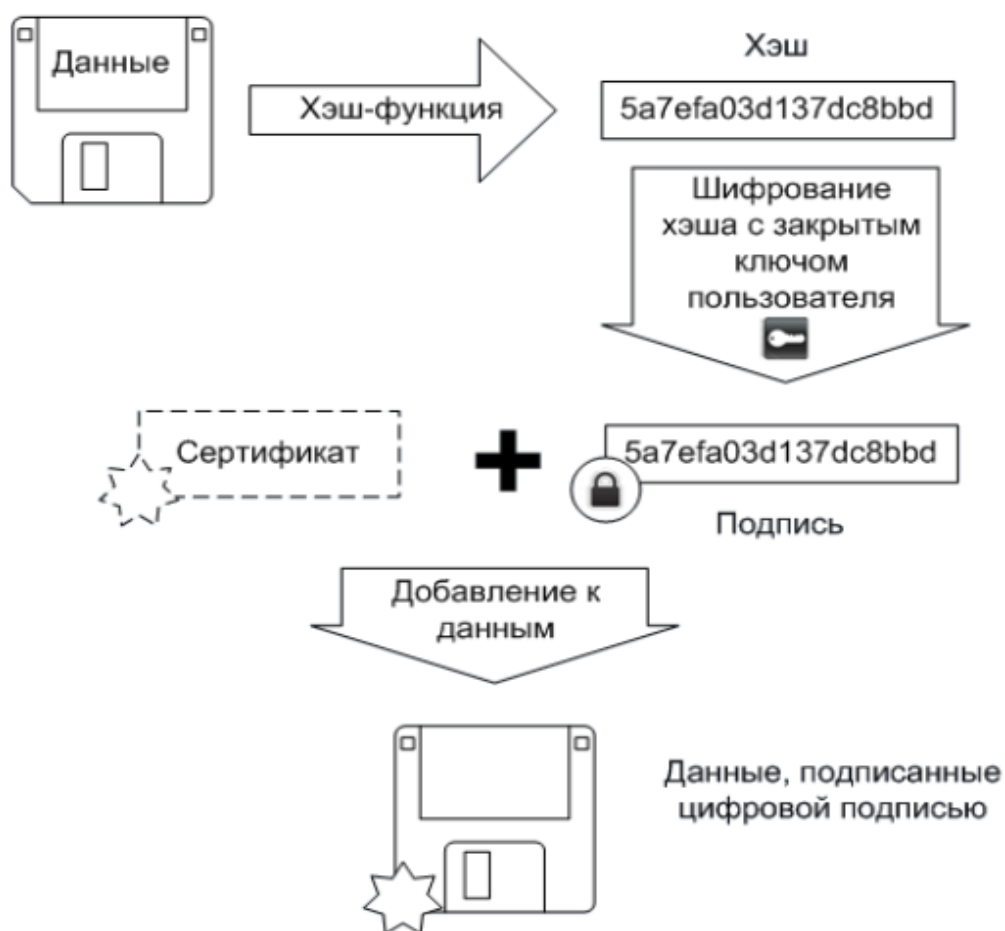 Данные
Хэш-функция
Хэш
5a7efa03d137dc8bbd
Шифрование
хэша с закрытым
ключом
пользователя
Сертификат
5a7efa03d137dc8bbd
Подпись
Добавление к
данным
Данные, подписанные
цифровой подписью